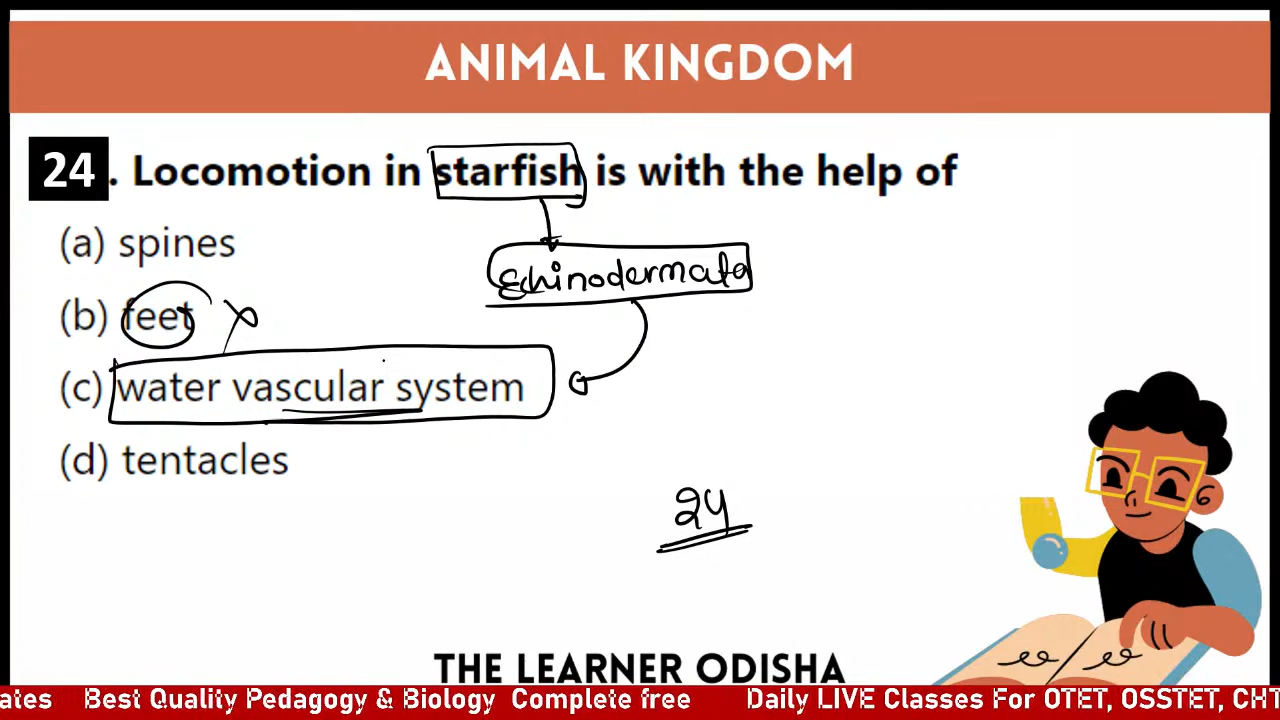 ANIMAL KINGDOM
24. Locomotion in starfish is with the help of
(a) spines
Echinodermata
(b) feet
(c) water vascular system
(d) tentacles
24
THE LEARNER ODISHA
ates Best Quality Pedagogy & Biology Complete free Daily LIVE Classes For OTET, OSSTET, CHT